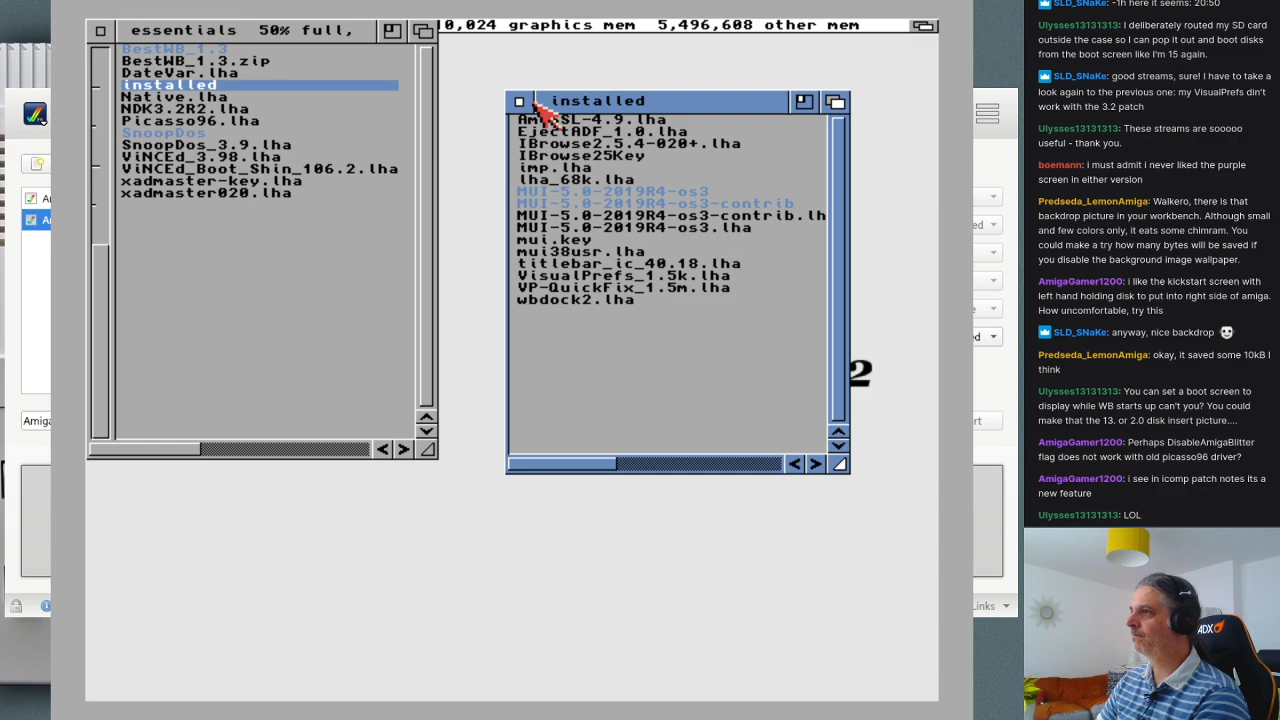 essentials 50% full,
0,024 graphics mem 5,496,608 other mem
BestWB_1.3
BestWB_1.3.zip
DateVar.lha
installed
Native.lha
NDK3.2R2.lha
Picasso96.lha
SnoopDos
SnoopDos_3.9.lha
ViNCEd_3.98.lha
ViNCEd_Boot_Shin_106.2.lha
xadmaster-key.lha
xadmaster020.lha
installed
EjectADF_1.0.lha
IBrowse2.5.4-020+.lha
IBrowse25Key
imp.lha
lha_68k.lha
MUI-5.0-2019R4-os3
MUI-5.0-2019R4-os3-contrib
MUI-5.0-2019R4-os3-contrib.lh
MUI-5.0-2019R4-os3.lha
mui.key
mui38usr.lha
titlebar_ic_40.18.lha
VisualPrefs_1.5k.lha
VP-QuickFix_1.5m.lha
wbdock2.lha
2
Am
Am
Amiga
ed
ed
rt
Links
SLD_SNaKe: -1h here it seems: 20:50
Ulysses13131313: I deliberately routed my SD card
outside the case so I can pop it out and boot disks
from the boot screen like I'm 15 again.
SLD_SNaKe: good streams, sure! I have to take a
look again to the previous one: my VisualPrefs din't
work with the 3.2 patch
Ulysses13131313: These streams are sooooo
useful - thank you.
boemann: i must admit i never liked the purple
screen in either version
Predseda_LemonAmiga: Walkero, there is that
backdrop picture in your workbench. Although small
and few colors only, it eats some chimram. You
could make a try how many bytes will be saved if
you disable the background image wallpaper.
AmigaGamer1200: i like the kickstart screen with
left hand holding disk to put into right side of amiga.
How uncomfortable, try this
SLD_SNaKe: anyway, nice backdrop
Predseda_LemonAmiga: okay, it saved some 10kB I
think
Ulysses13131313: You can set a boot screen to
display while WB starts up can't you? You could
make that the 13. or 2.0 disk insert picture....
AmigaGamer1200: Perhaps DisableAmigaBlitter
flag does not work with old picasso96 driver?
AmigaGamer1200: i see in icomp patch notes its a
new feature
Ulysses13131313: LOL
ADX